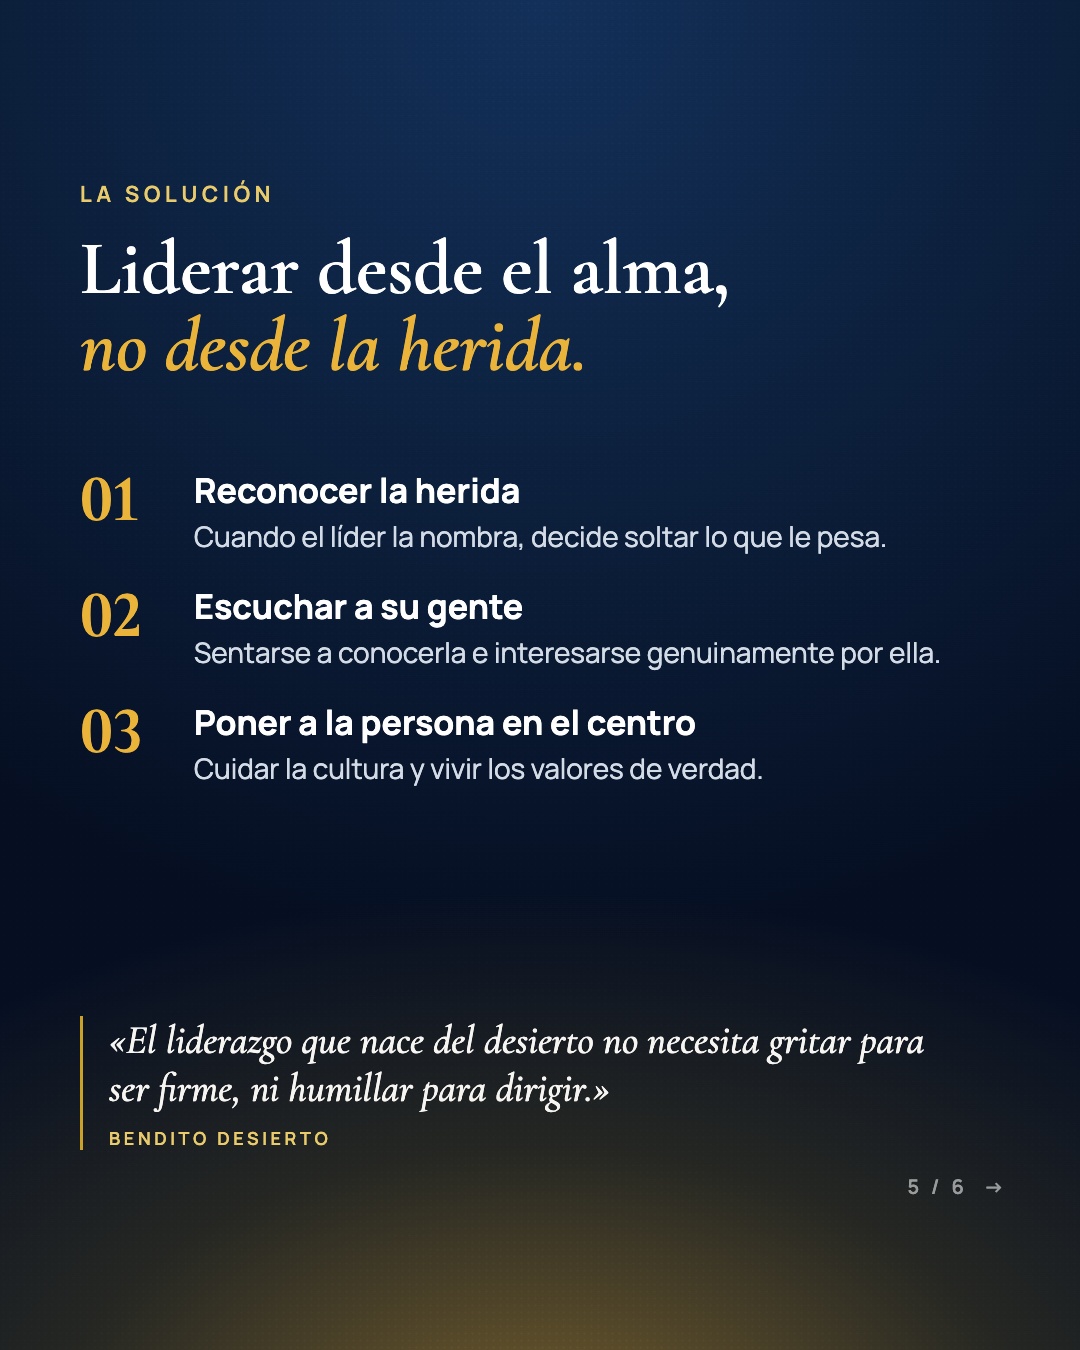 LA SOLUCIÓN
Liderar desde el alma,
no desde la herida.
01
Reconocer la herida
Cuando el líder la nombra, decide soltar lo que le pesa.
02
Escuchar a su gente
Sentarse a conocerla e interesarse genuinamente por ella.
03
Poner a la persona en el centro
Cuidar la cultura y vivir los valores de verdad.
«El liderazgo que nace del desierto no necesita gritar para
ser firme, ni humillar para dirigir.»
BENDITO DESIERTO
5 / 6 →